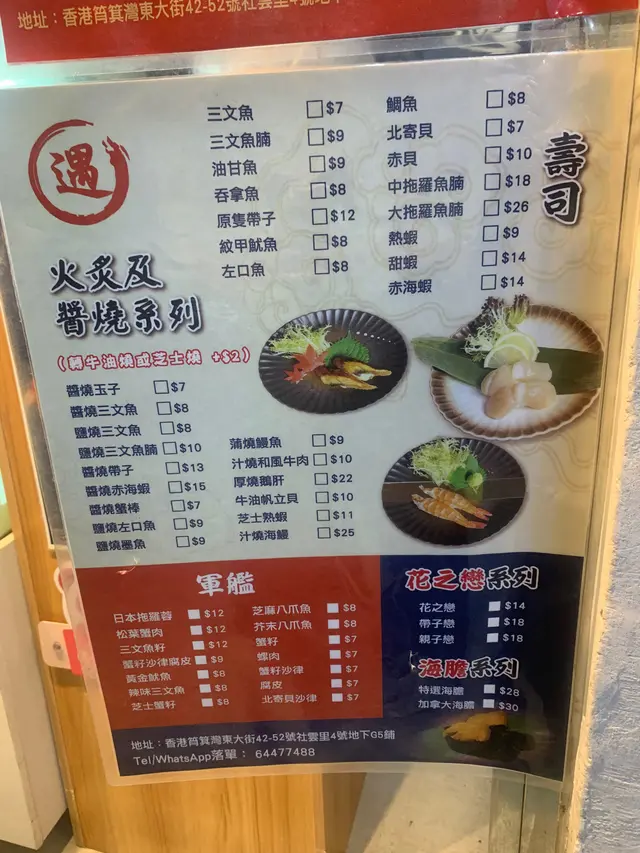 地址：香港筲箕灣東大街42-52號社雲里4號地下
遇
三文魚 $7
三文魚腩 $9
油甘魚 $9
吞拿魚 $8
原隻帶子 $12
紋甲魷魚 $8
左口魚 $8
壽司
鯛魚 $8
北寄貝 $7
赤貝 $10
中拖羅魚腩 $18
大拖羅魚腩 $26
熱蝦 $9
甜蝦 $14
赤海蝦 $14
火炙及
醬燒系列
(轉牛油燒或芝士燒 +$2)
醬燒玉子 $7
醬燒三文魚 $8
鹽燒三文魚 $8
鹽燒三文魚腩 $10
醬燒帶子 $13
醬燒赤海蝦 $15
醬燒蟹棒 $7
鹽燒左口魚 $9
鹽燒墨魚 $9
蒲燒鰻魚 $9
汁燒和風牛肉 $10
厚燒鵝肝 $22
牛油帆立貝 $10
芝士熟蝦 $11
汁燒海鰻 $25
軍艦
日本拖羅蓉 $12
松葉蟹肉 $12
三文魚籽 $12
蟹籽沙律腐皮 $9
黃金魷魚 $8
辣味三文魚 $8
芝士蟹籽 $8
芝麻八爪魚 $8
芥末八爪魚 $8
蟹籽 $7
螺肉 $7
蟹籽沙律 $7
腐皮 $7
北寄貝沙律 $7
花之戀系列
花之戀 $14
帶子戀 $18
親子戀 $18
海膽系列
特選海膽 $28
加拿大海膽 $30
地址：香港筲箕灣東大街42-52號社雲里4號地下G5舖
Tel/WhatsApp落單： 64477488